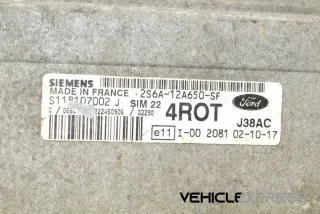 SIEMENS
MADE IN FRANCE · 2S6A-12A650-SF
S118107002 J SIM 22
4ROT
Ford
J38AC
02290
e11 I-00 2081 02-10-17
VEHICLE